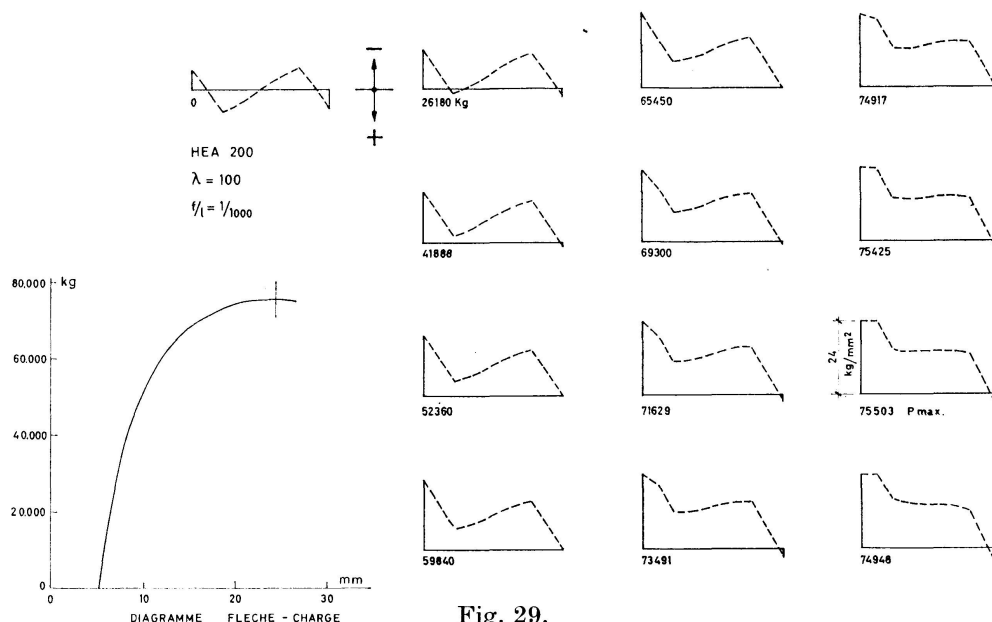 0
HEA 200
λ = 100
f/l = 1/1000
−
+
26180 Kg
41888
52360
59840
65450
69300
71629
73491
74917
75425
24
kg/mm²
75503 P max.
74948
80.000 kg
60.000
40.000
20.000
0
0 10 20 30 mm
DIAGRAMME FLECHE - CHARGE
Fig. 29.